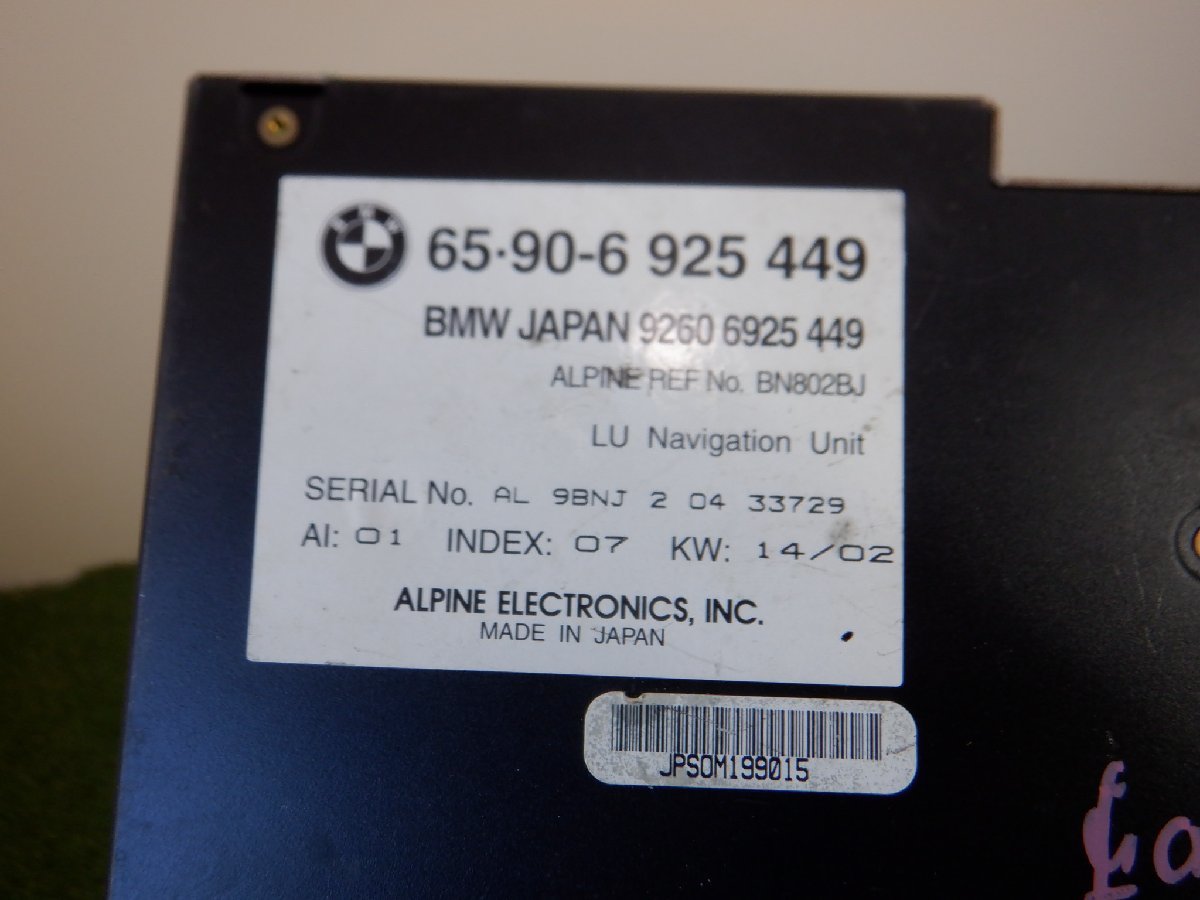 BMW
65·90-6 925 449
BMW JAPAN 9260 6925 449
ALPINE REF No. BN802BJ
LU Navigation Unit
SERIAL No. AL 9BNJ 2 04 33729
AI: 01 INDEX: 07 KW: 14/02
ALPINE ELECTRONICS, INC.
MADE IN JAPAN
JPSOM199015